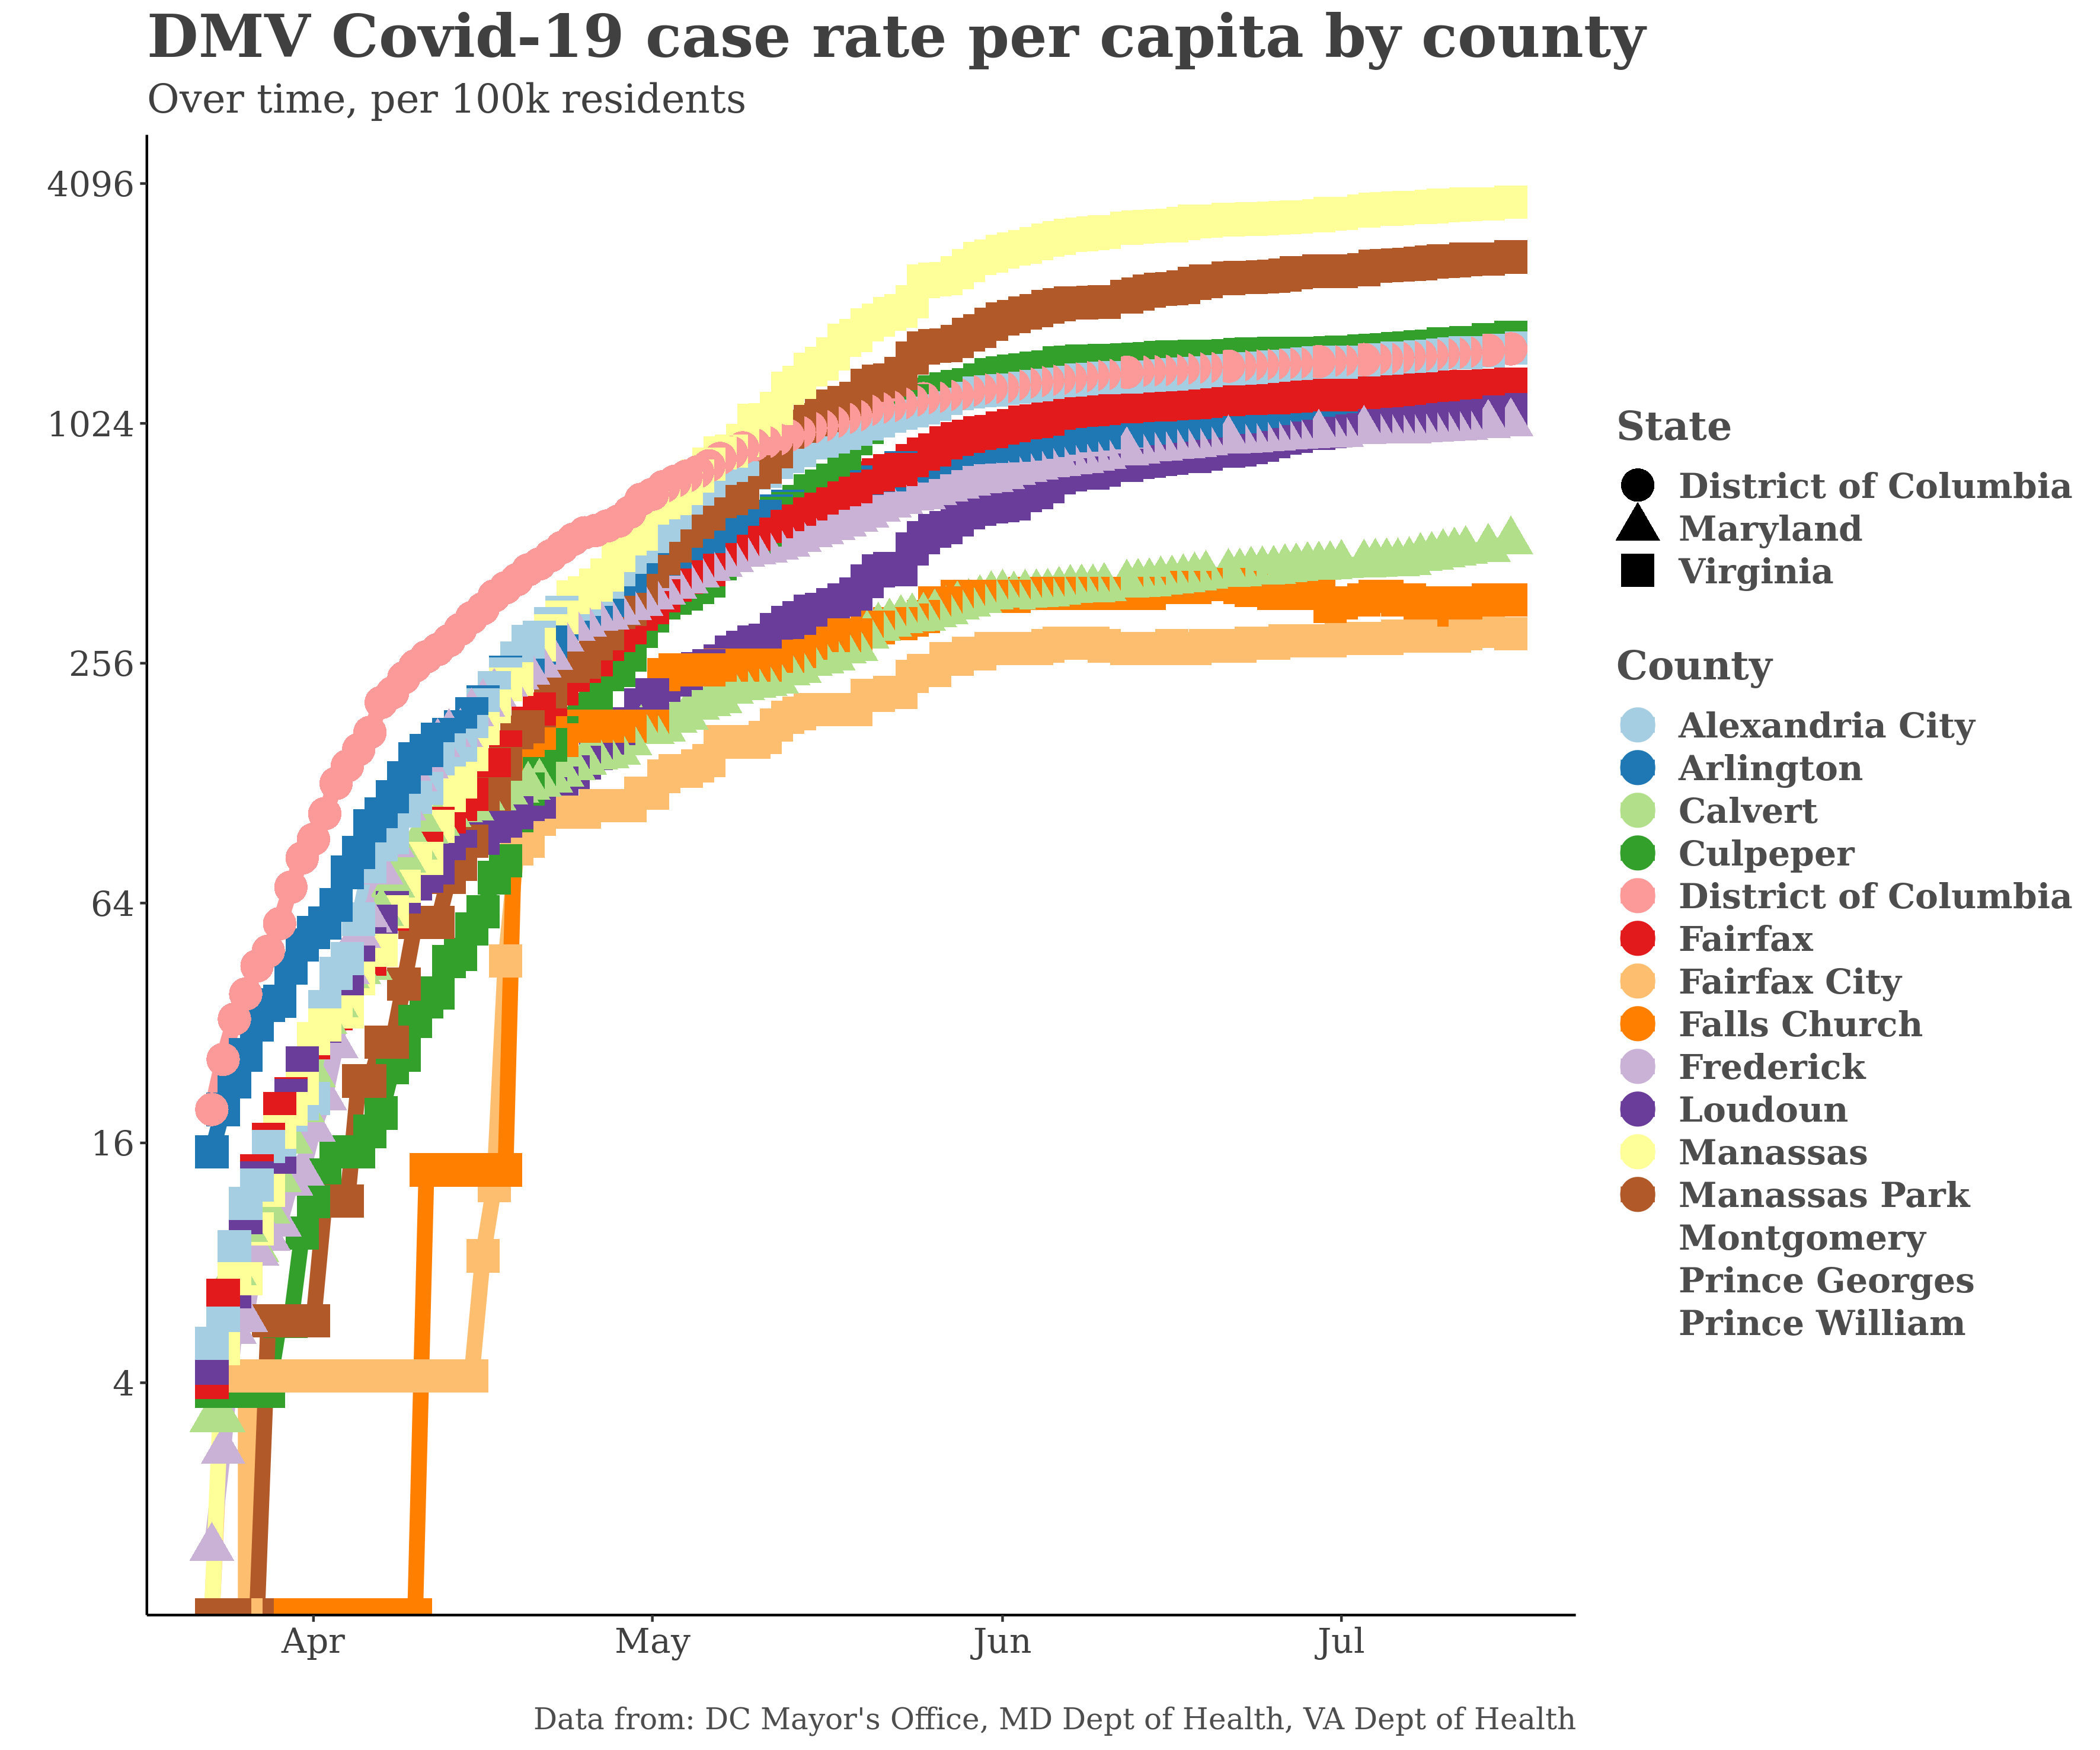 DMV Covid-19 case rate per capita by county
Over time, per 100k residents
4096
1024
256
64
16
4
Apr
May
Jun
Jul
State
District of Columbia
Maryland
Virginia
County
Alexandria City
Arlington
Calvert
Culpeper
District of Columbia
Fairfax
Fairfax City
Falls Church
Frederick
Loudoun
Manassas
Manassas Park
Montgomery
Prince Georges
Prince William
Data from: DC Mayor's Office, MD Dept of Health, VA Dept of Health